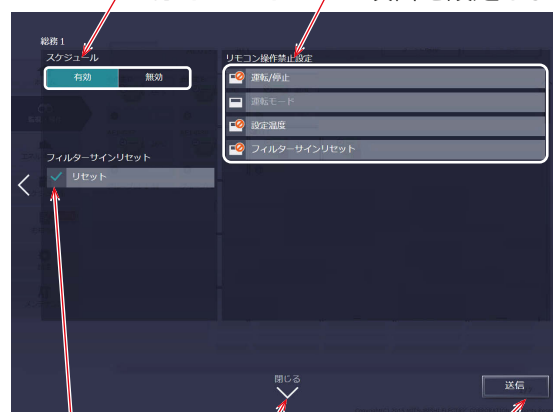 総務1
スケジュール
有効 無効
フィルターサインリセット
リセット
リモコン操作禁止設定
運転/停止
運転モード
設定温度
フィルターサインリセット
閉じる
送信